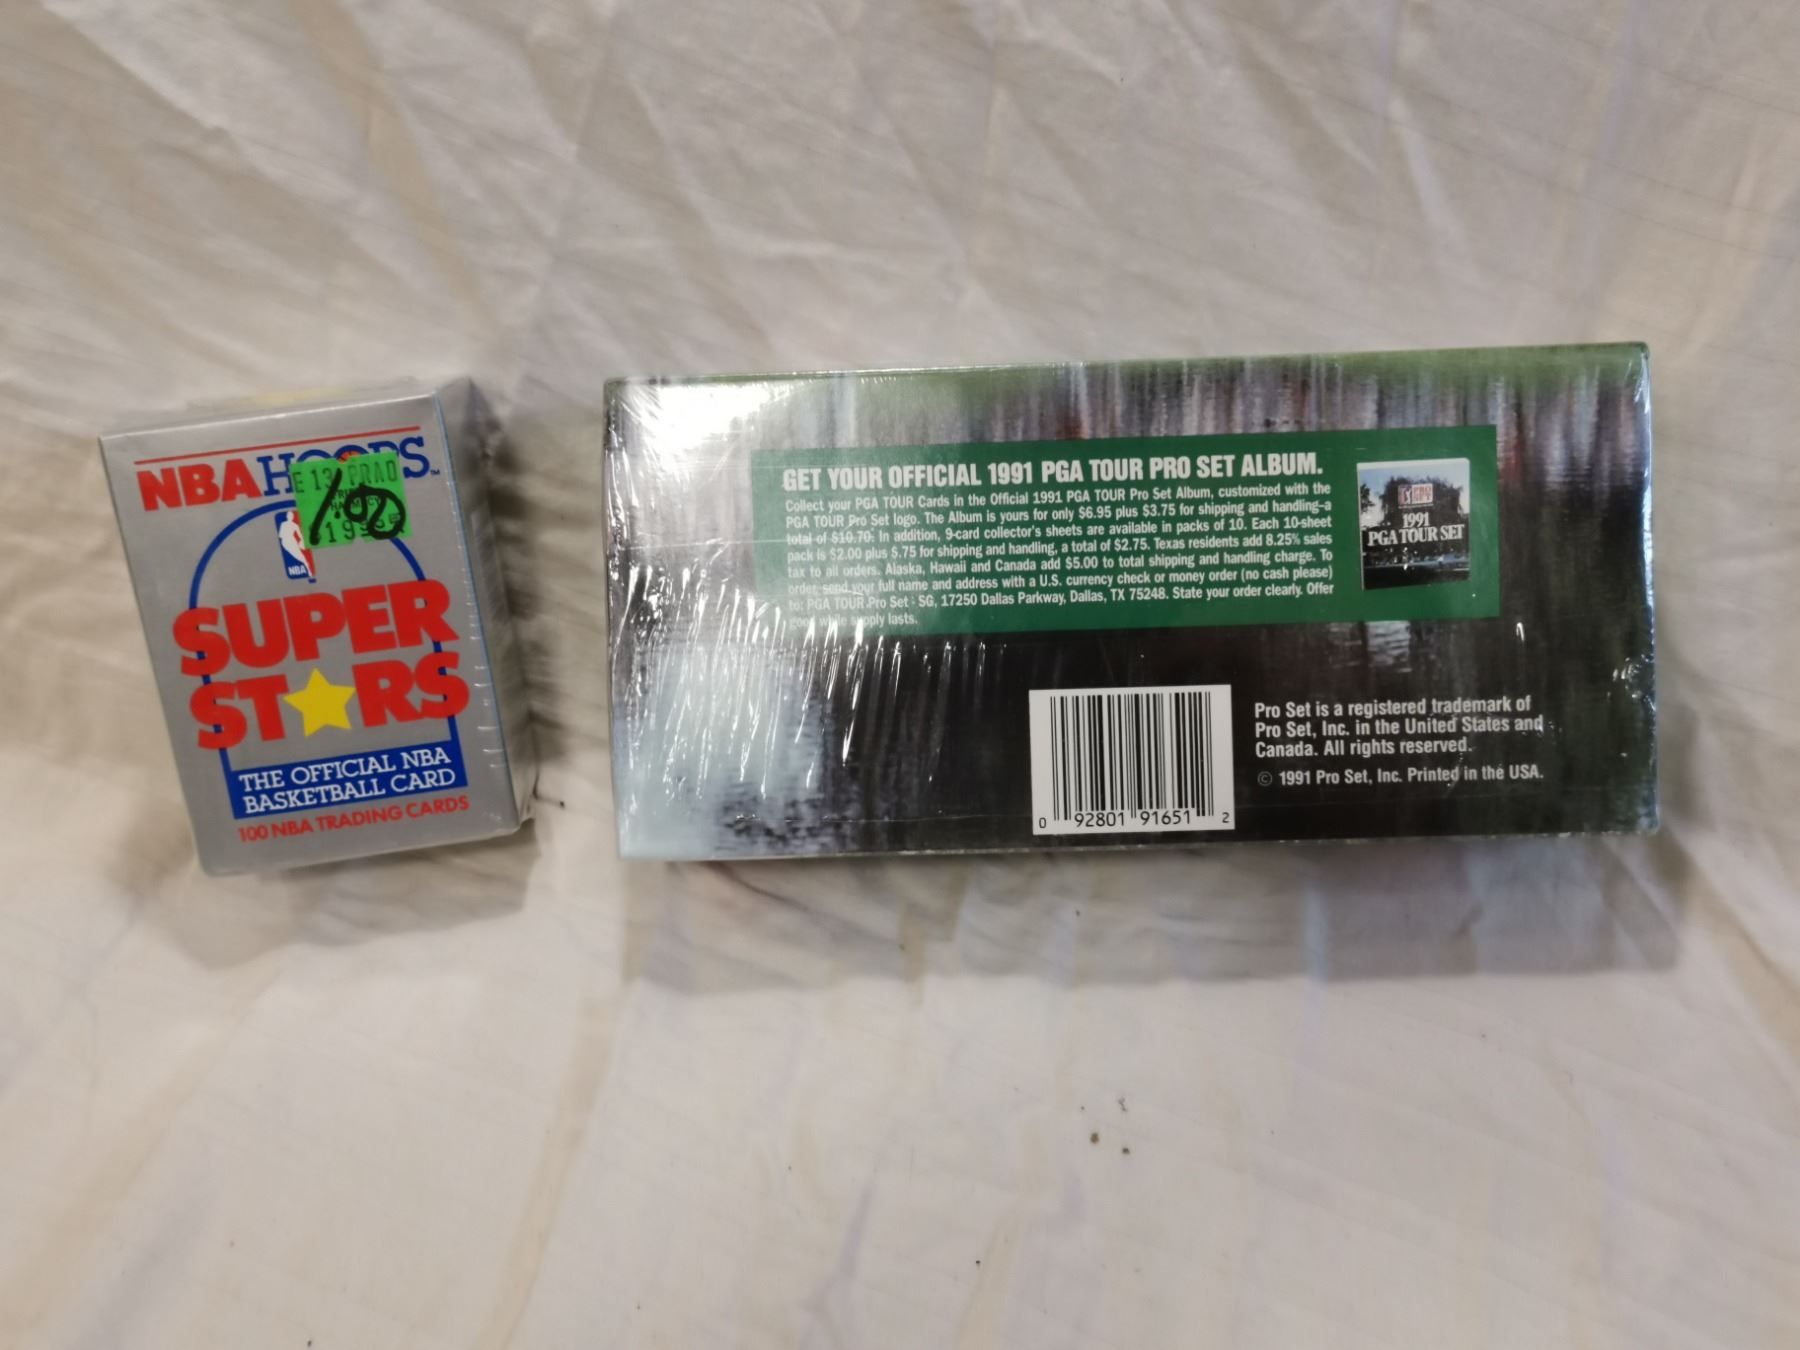 NBA HOOPS™
E13 PRAD
NBA
SUPER
STARS
THE OFFICIAL NBA
BASKETBALL CARD
100 NBA TRADING CARDS
GET YOUR OFFICIAL 1991 PGA TOUR PRO SET ALBUM.
Collect your PGA TOUR Cards in the Official 1991 PGA TOUR Pro Set Album, customized with the
PGA TOUR Pro Set logo. The Album is yours for only $6.95 plus $3.75 for shipping and handling–a
total of $10.70. In addition, 9-card collector's sheets are available in packs of 10. Each 10-sheet
pack is $2.00 plus $.75 for shipping and handling, a total of $2.75. Texas residents add 8.25% sales
tax to all orders. Alaska, Hawaii and Canada add $5.00 to total shipping and handling charge. To
order, send your full name and address with a U.S. currency check or money order (no cash please)
to: PGA TOUR Pro Set - SG, 17250 Dallas Parkway, Dallas, TX 75248. State your order clearly. Offer
good while supply lasts.
PRO
SET
1991
PGA TOUR SET
0 92801 91651 2
Pro Set is a registered trademark of
Pro Set, Inc. in the United States and
Canada. All rights reserved.
© 1991 Pro Set, Inc. Printed in the USA.